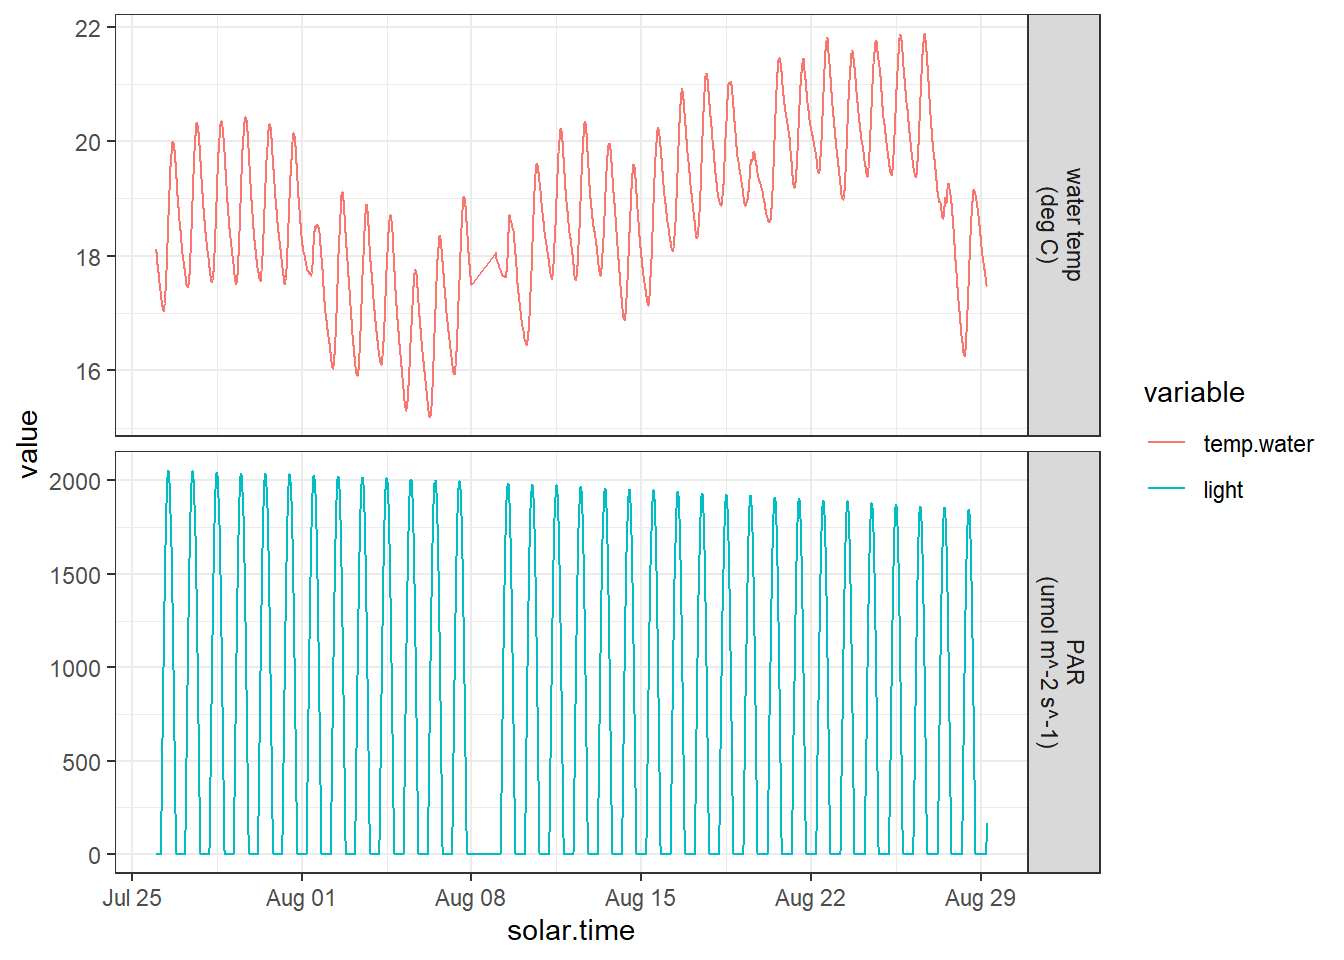 22
20
18
16
water temp
(deg C)
value
2000
1500
1000
500
0
PAR
(umol m^-2 s^-1)
Jul 25
Aug 01
Aug 08
Aug 15
Aug 22
Aug 29
solar.time
variable
temp.water
light